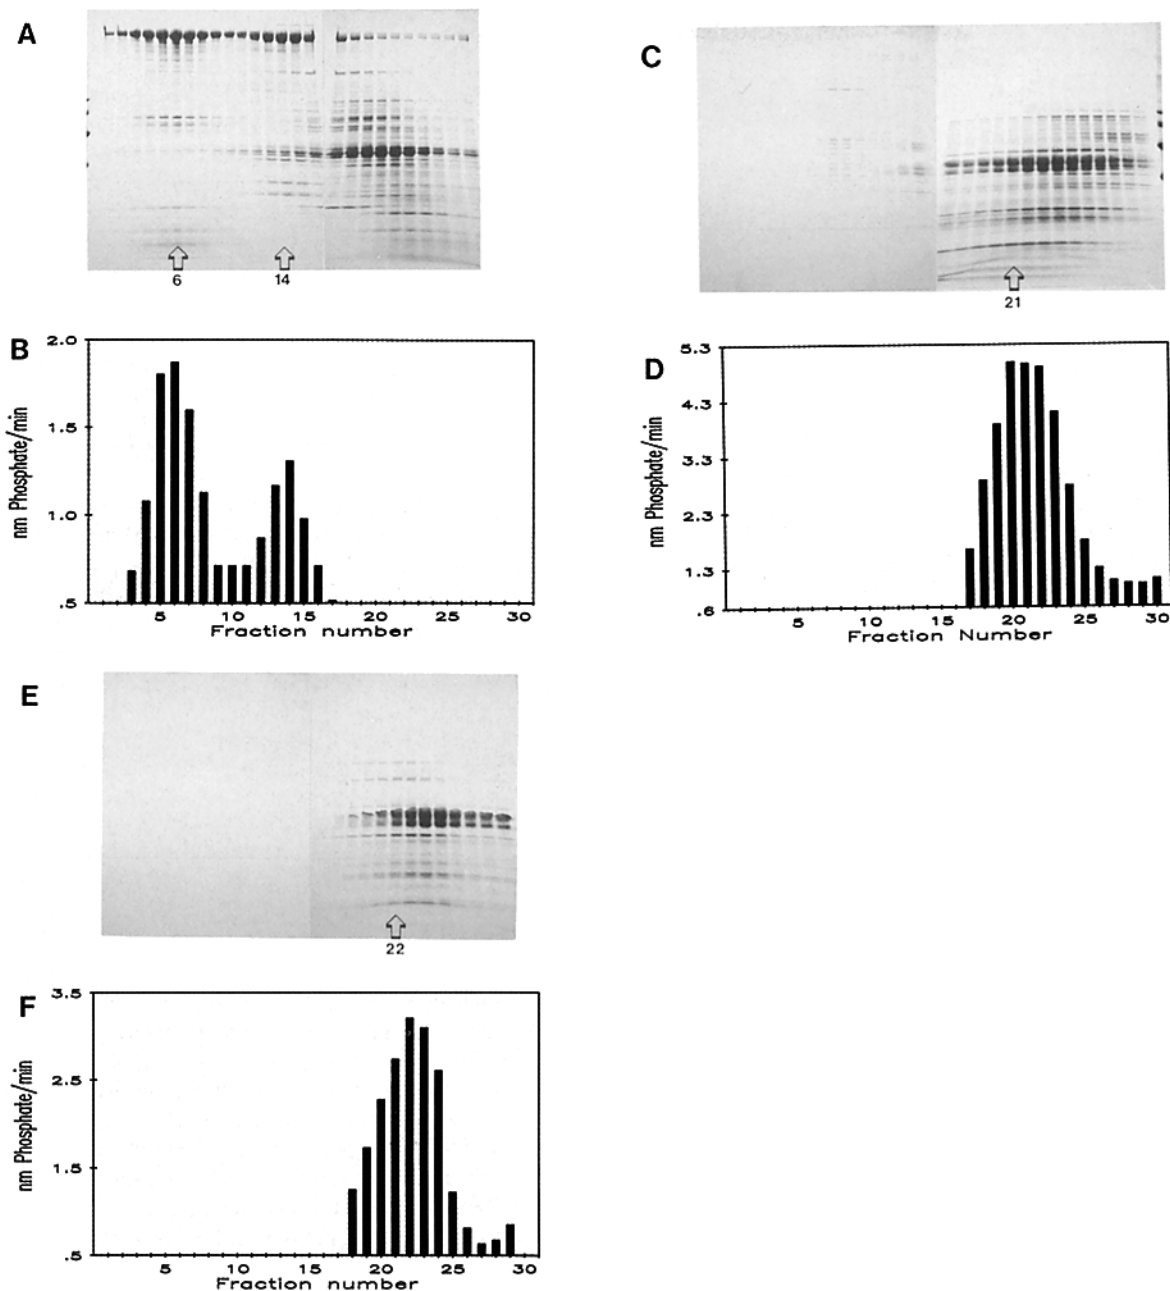 A
6 14
C
21
B
2.0
1.5
1.0
.5
nm Phosphate/min
5 10 15 20 25 30
Fraction number
D
5.3
4.3
3.3
2.3
1.3
.6
nm Phosphate/min
5 10 15 20 25 30
Fraction Number
E
22
F
3.5
2.5
1.5
.5
nm Phosphate/min
5 10 15 20 25 30
Fraction number